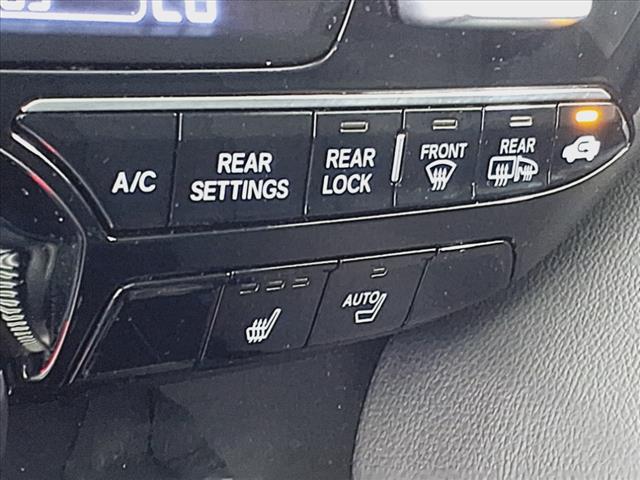 A/C
REAR
SETTINGS
REAR
LOCK
FRONT
REAR
AUTO